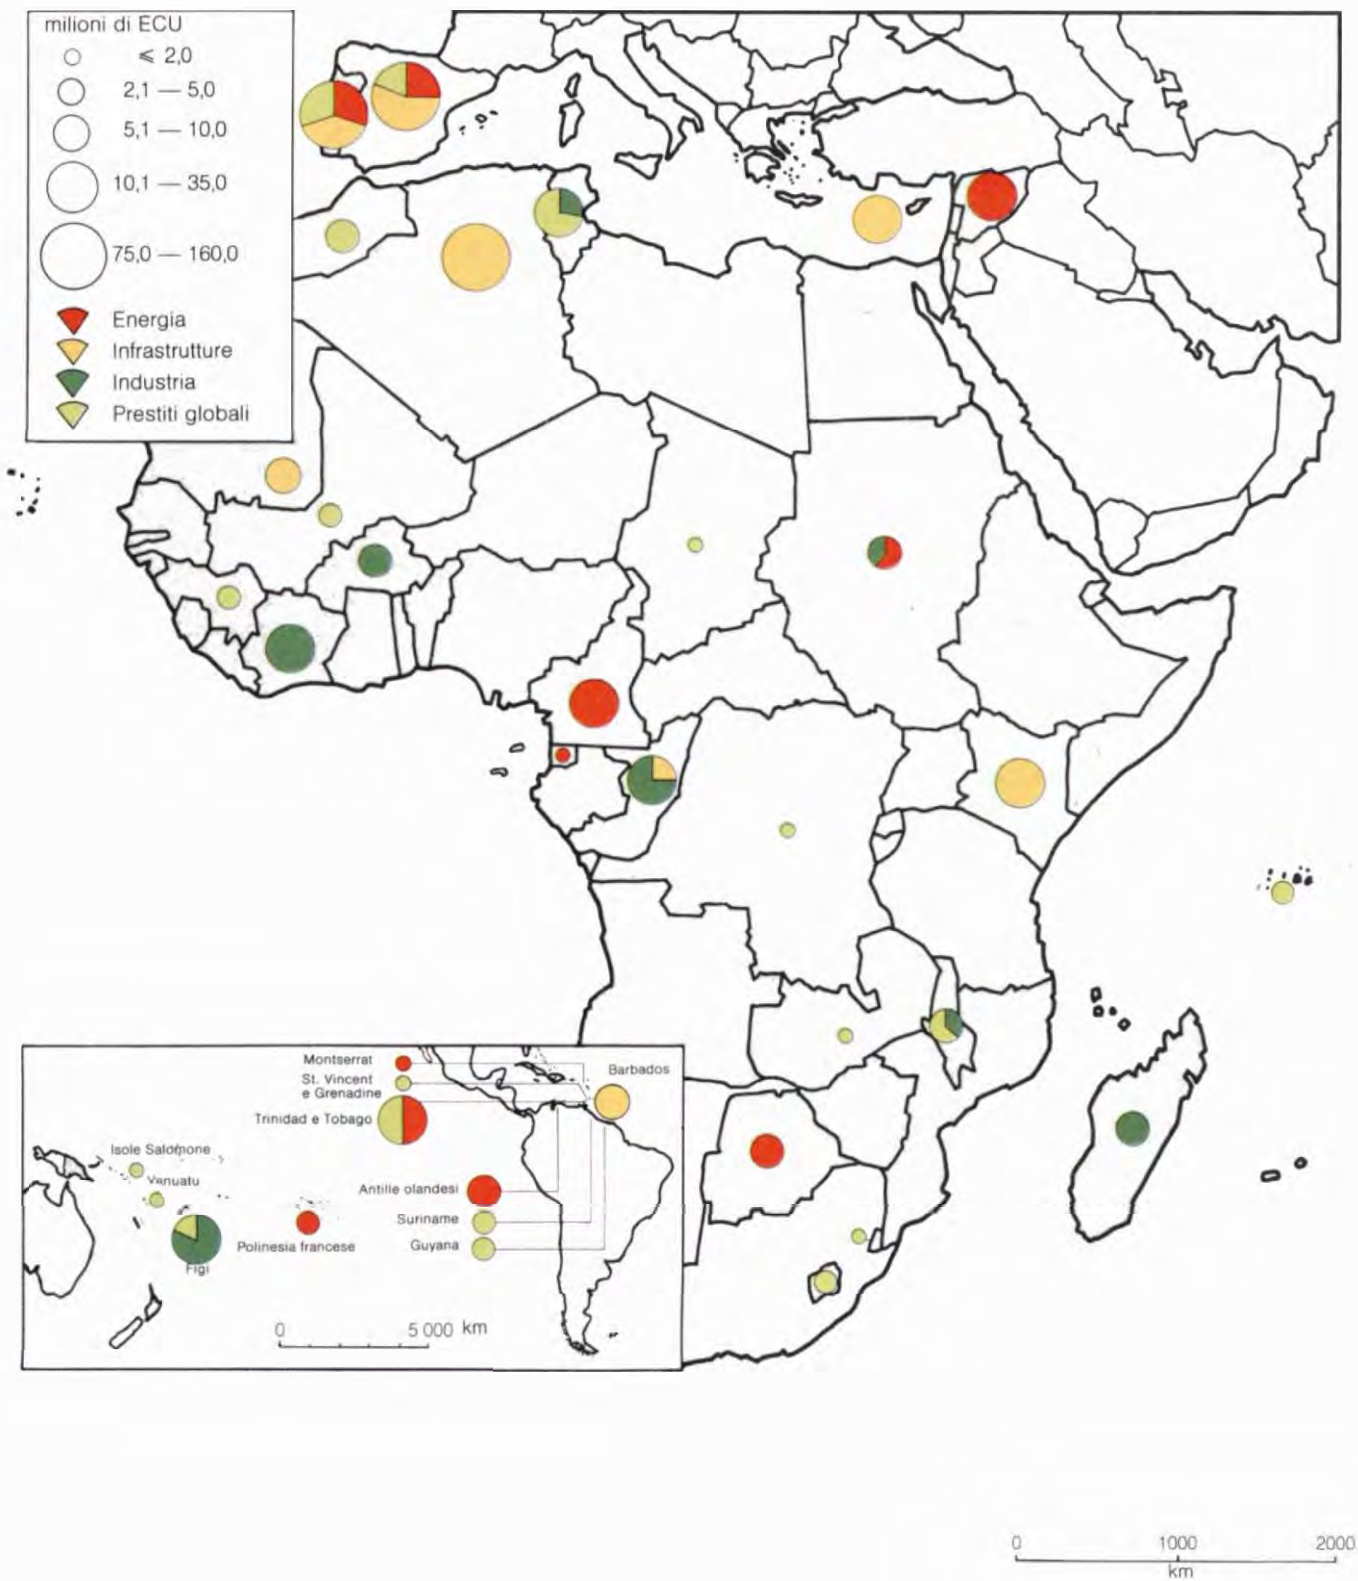 milioni di ECU
⩽ 2,0
2,1 — 5,0
5,1 — 10,0
10,1 — 35,0
75,0 — 160,0
Energia
Infrastrutture
Industria
Prestiti globali
Montserrat
St. Vincent
e Grenadine
Trinidad e Tobago
Barbados
Isole Salomone
Vanuatu
Antille olandesi
Suriname
Guyana
Polinesia francese
Figi
0 5 000 km
0 1000 2000
km